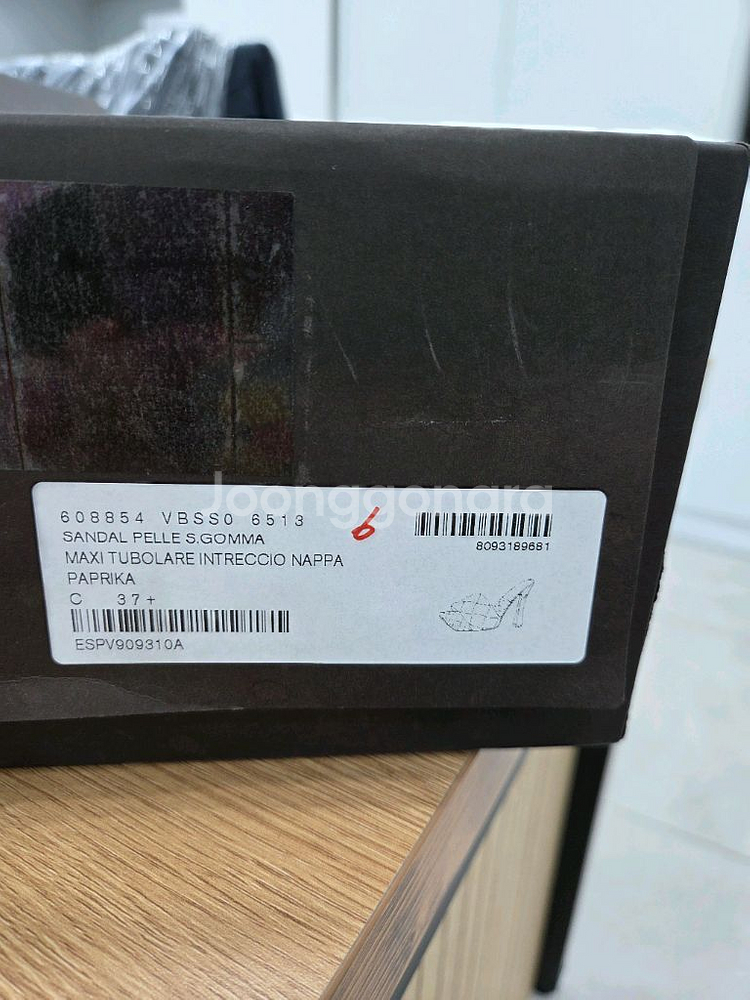 Joonggonara
608854 VBSS0 6513
6
SANDAL PELLE S.GOMMA
MAXI TUBOLARE INTRECCIO NAPPA
PAPRIKA
C 37+
ESPV909310A
8093189681